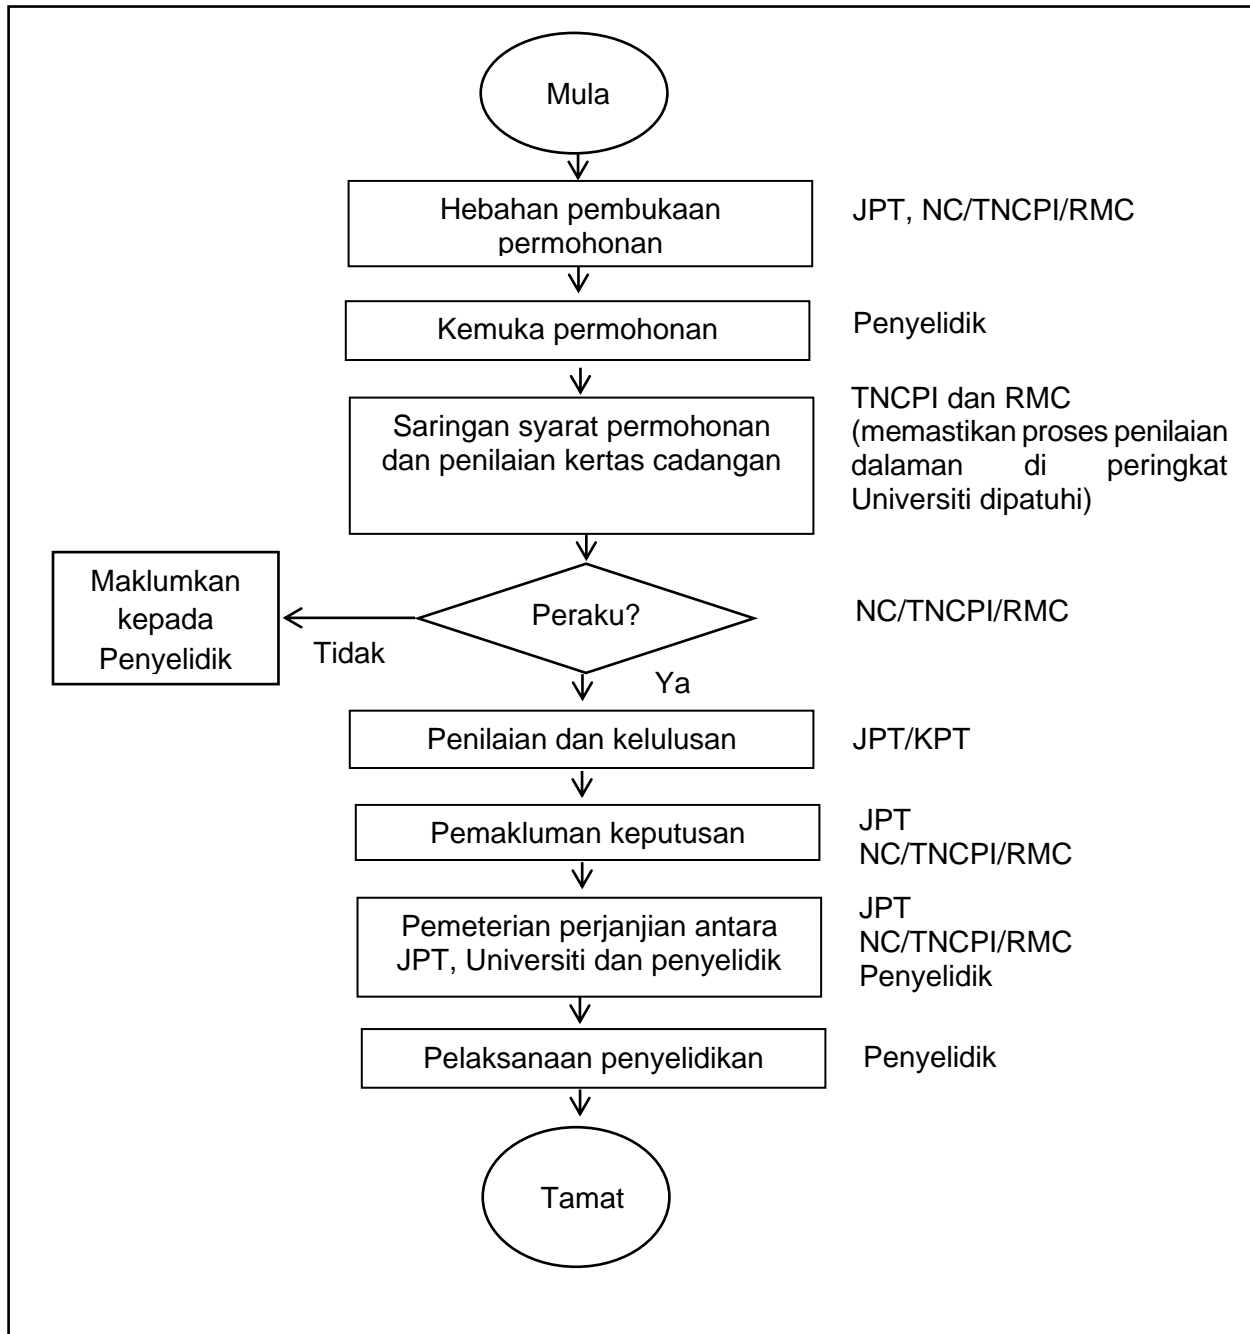 Mula
Hebahan pembukaan
permohonan
JPT, NC/TNCPI/RMC
Kemuka permohonan
Penyelidik
Saringan syarat permohonan
dan penilaian kertas cadangan
TNCPI dan RMC
(memastikan proses penilaian
dalaman di peringkat
Universiti dipatuhi)
Peraku?
NC/TNCPI/RMC
Tidak
Maklumkan
kepada
Penyelidik
Ya
Penilaian dan kelulusan
JPT/KPT
Pemakluman keputusan
JPT
NC/TNCPI/RMC
Pemeterian perjanjian antara
JPT, Universiti dan penyelidik
JPT
NC/TNCPI/RMC
Penyelidik
Pelaksanaan penyelidikan
Penyelidik
Tamat